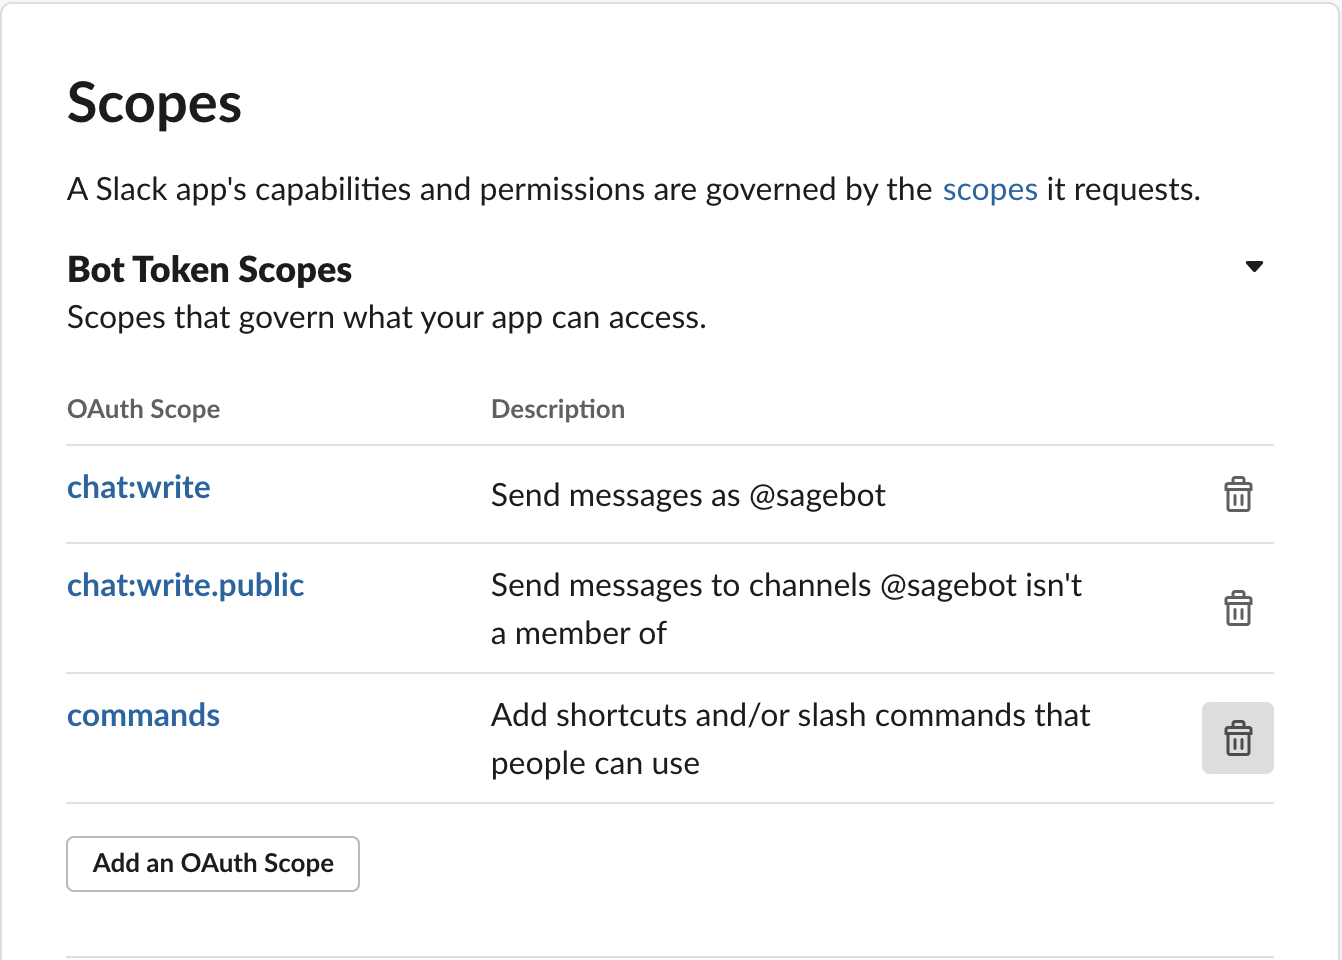 Scopes
A Slack app's capabilities and permissions are governed by the scopes it requests.
Bot Token Scopes
Scopes that govern what your app can access.
OAuth Scope Description
chat:write Send messages as @sagebot
chat:write.public Send messages to channels @sagebot isn't
a member of
commands Add shortcuts and/or slash commands that
people can use
Add an OAuth Scope